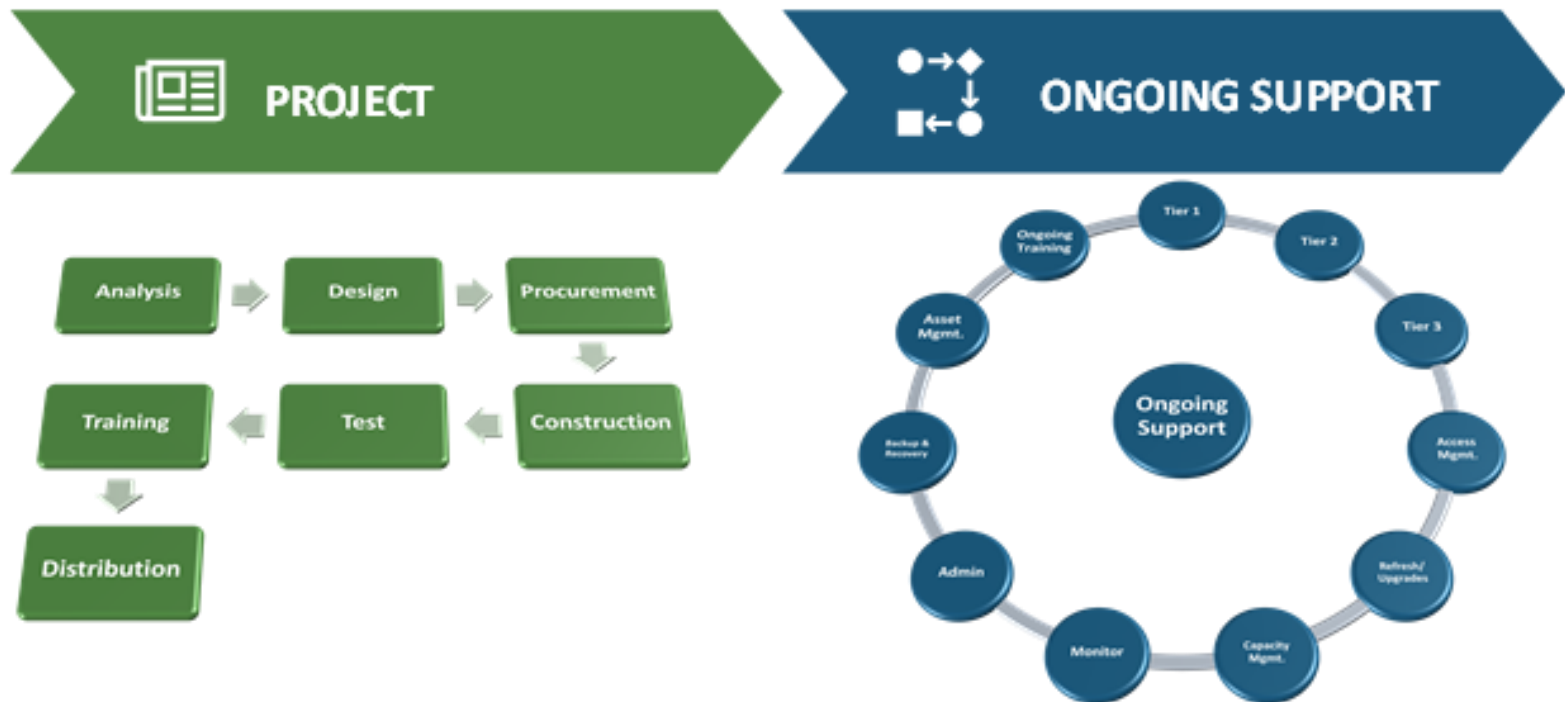 PROJECT
ONGOING SUPPORT
Analysis
Design
Procurement
Construction
Test
Training
Distribution
Tier 1
Tier 2
Tier 3
Access
Mgmt.
Refresh/
Upgrades
Capacity
Mgmt.
Monitor
Admin
Backup &
Recovery
Asset
Mgmt.
Ongoing
Training
Ongoing
Support